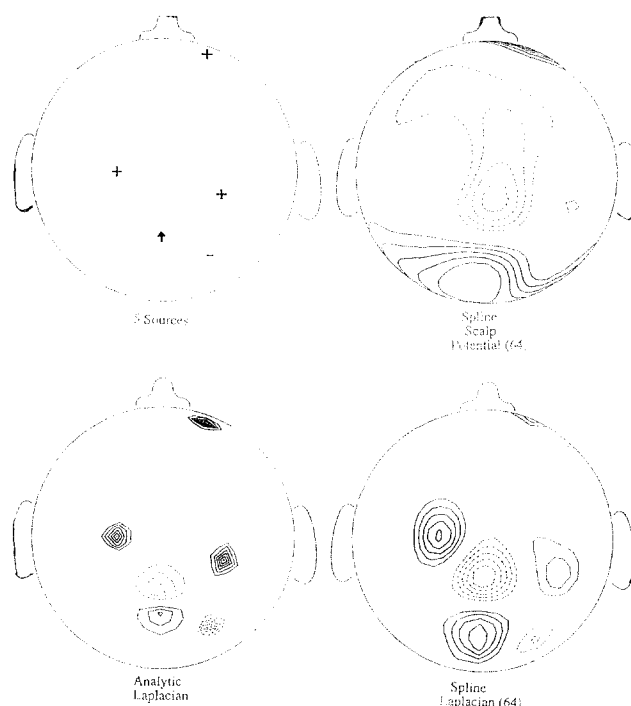 5 Sources
Spline
Scalp
Potential (64
Analytic
Laplacian
Spline
Laplacian (64)